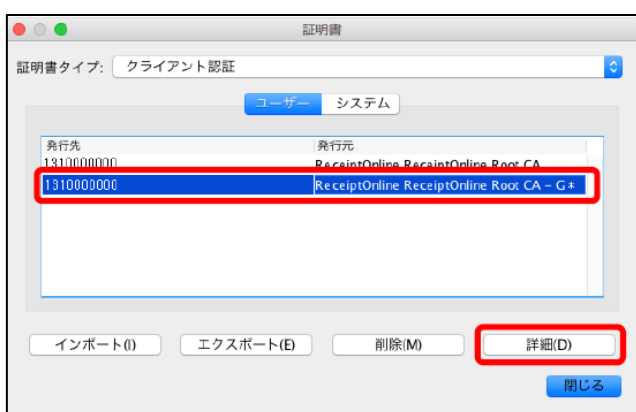 証明書
証明書タイプ: クライアント認証
ユーザー システム
発行先 発行元
1310000000 ReceiptOnline ReceiptOnline Root CA
1310000000 ReceiptOnline ReceiptOnline Root CA – G*
インポート(I) エクスポート(E) 削除(M) 詳細(D)
閉じる